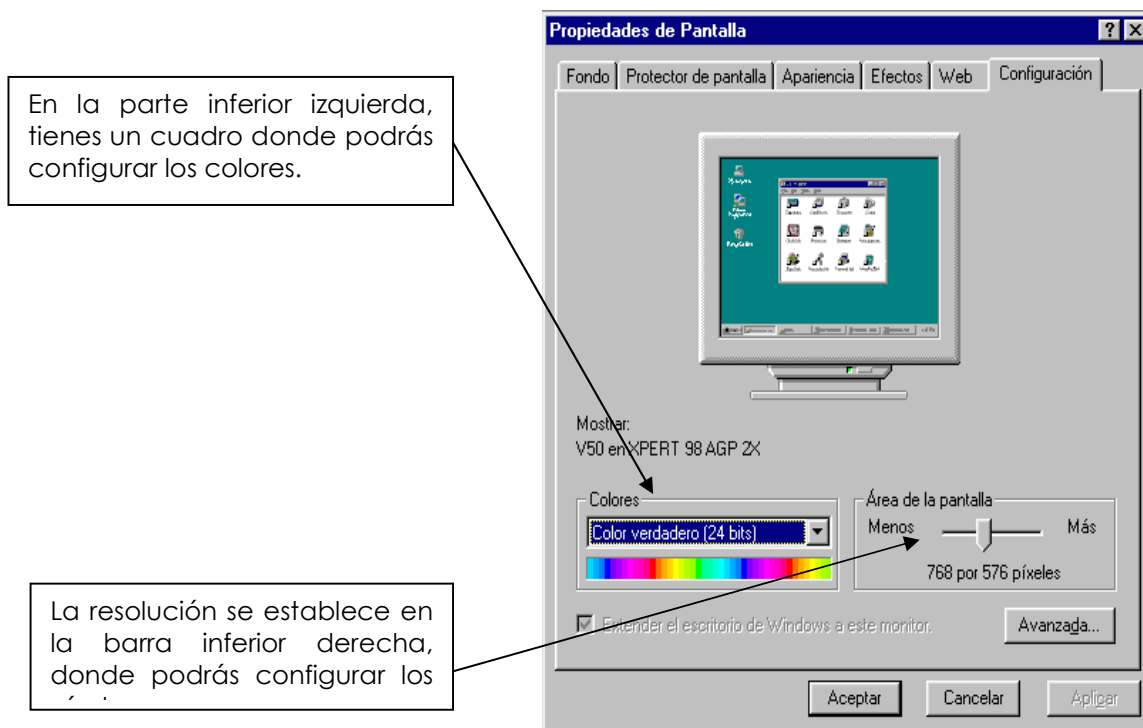 Propiedades de Pantalla
Fondo Protector de pantalla Apariencia Efectos Web Configuración
En la parte inferior izquierda,
tienes un cuadro donde podrás
configurar los colores.
Mostrar:
V50 en XPERT 98 AGP 2X
Colores
Color verdadero (24 bits)
Área de la pantalla
Menos Más
768 por 576 píxeles
La resolución se establece en
la barra inferior derecha,
donde podrás configurar los
Extender el escritorio de Windows a este monitor.
Avanzada...
Aceptar Cancelar Aplicar